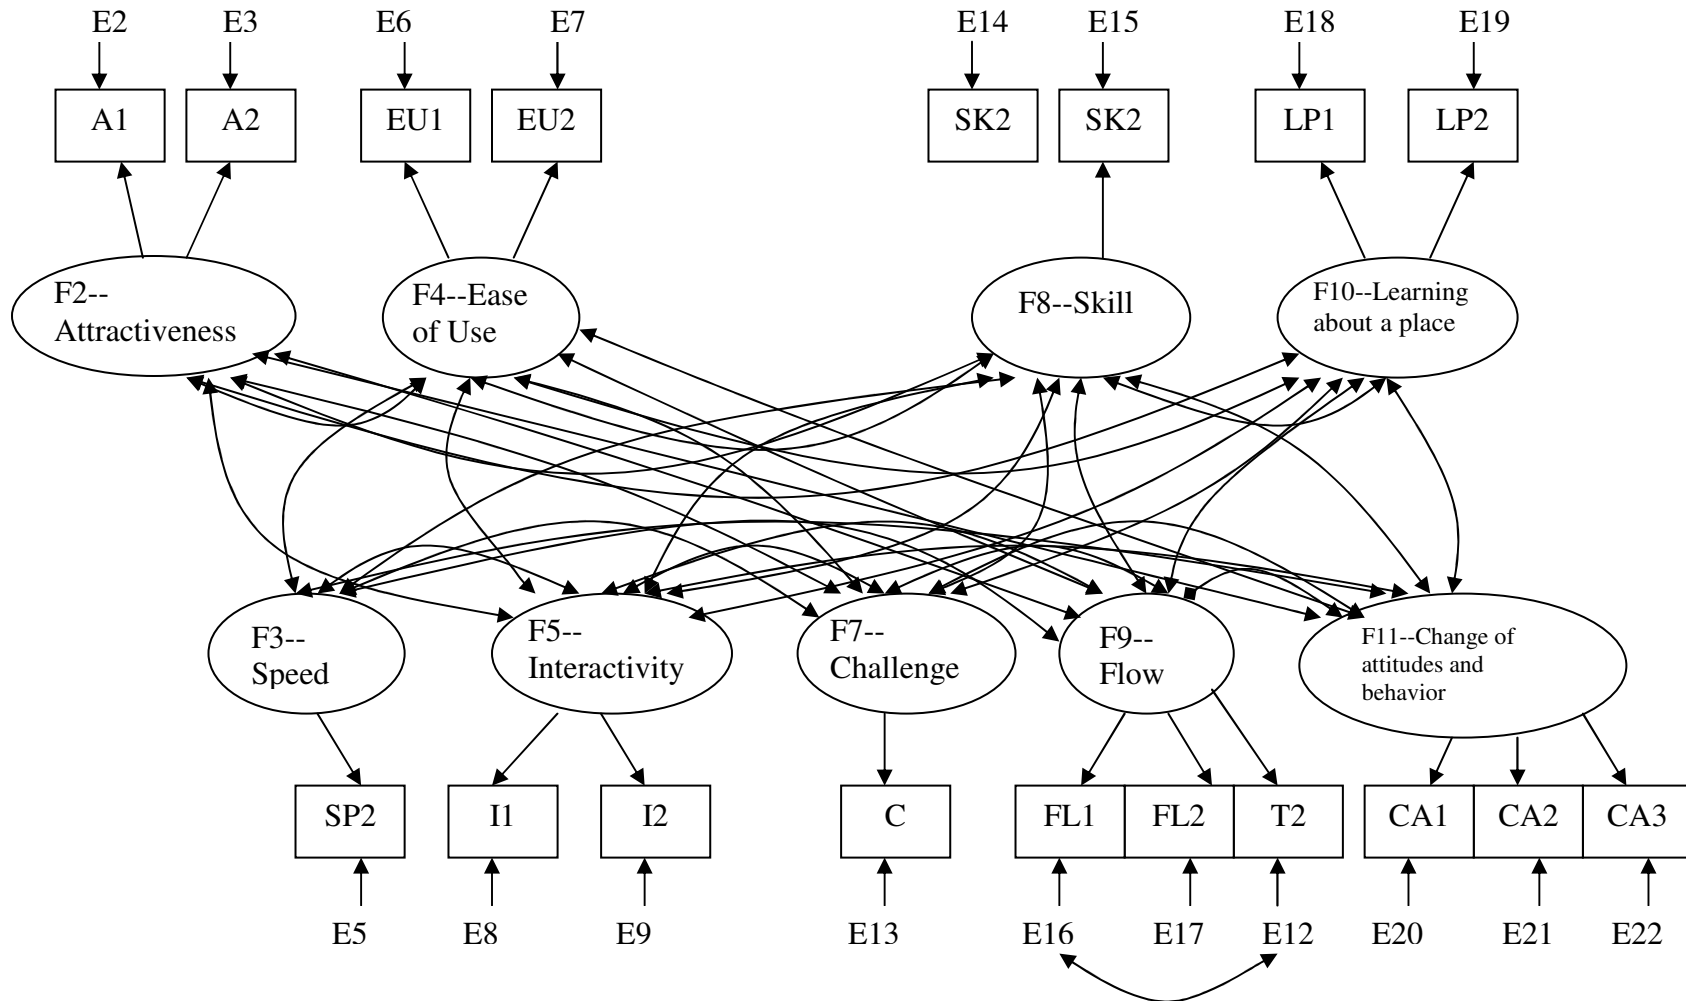 E2 E3 E6 E7 E14 E15 E18 E19
A1 A2 EU1 EU2 SK2 SK2 LP1 LP2
F2--
Attractiveness
F4--Ease
of Use
F8--Skill
F10--Learning
about a place
F3--
Speed
F5--
Interactivity
F7--
Challenge
F9--
Flow
F11--Change of
attitudes and
behavior
SP2 I1 I2 C FL1 FL2 T2 CA1 CA2 CA3
E5 E8 E9 E13 E16 E17 E12 E20 E21 E22